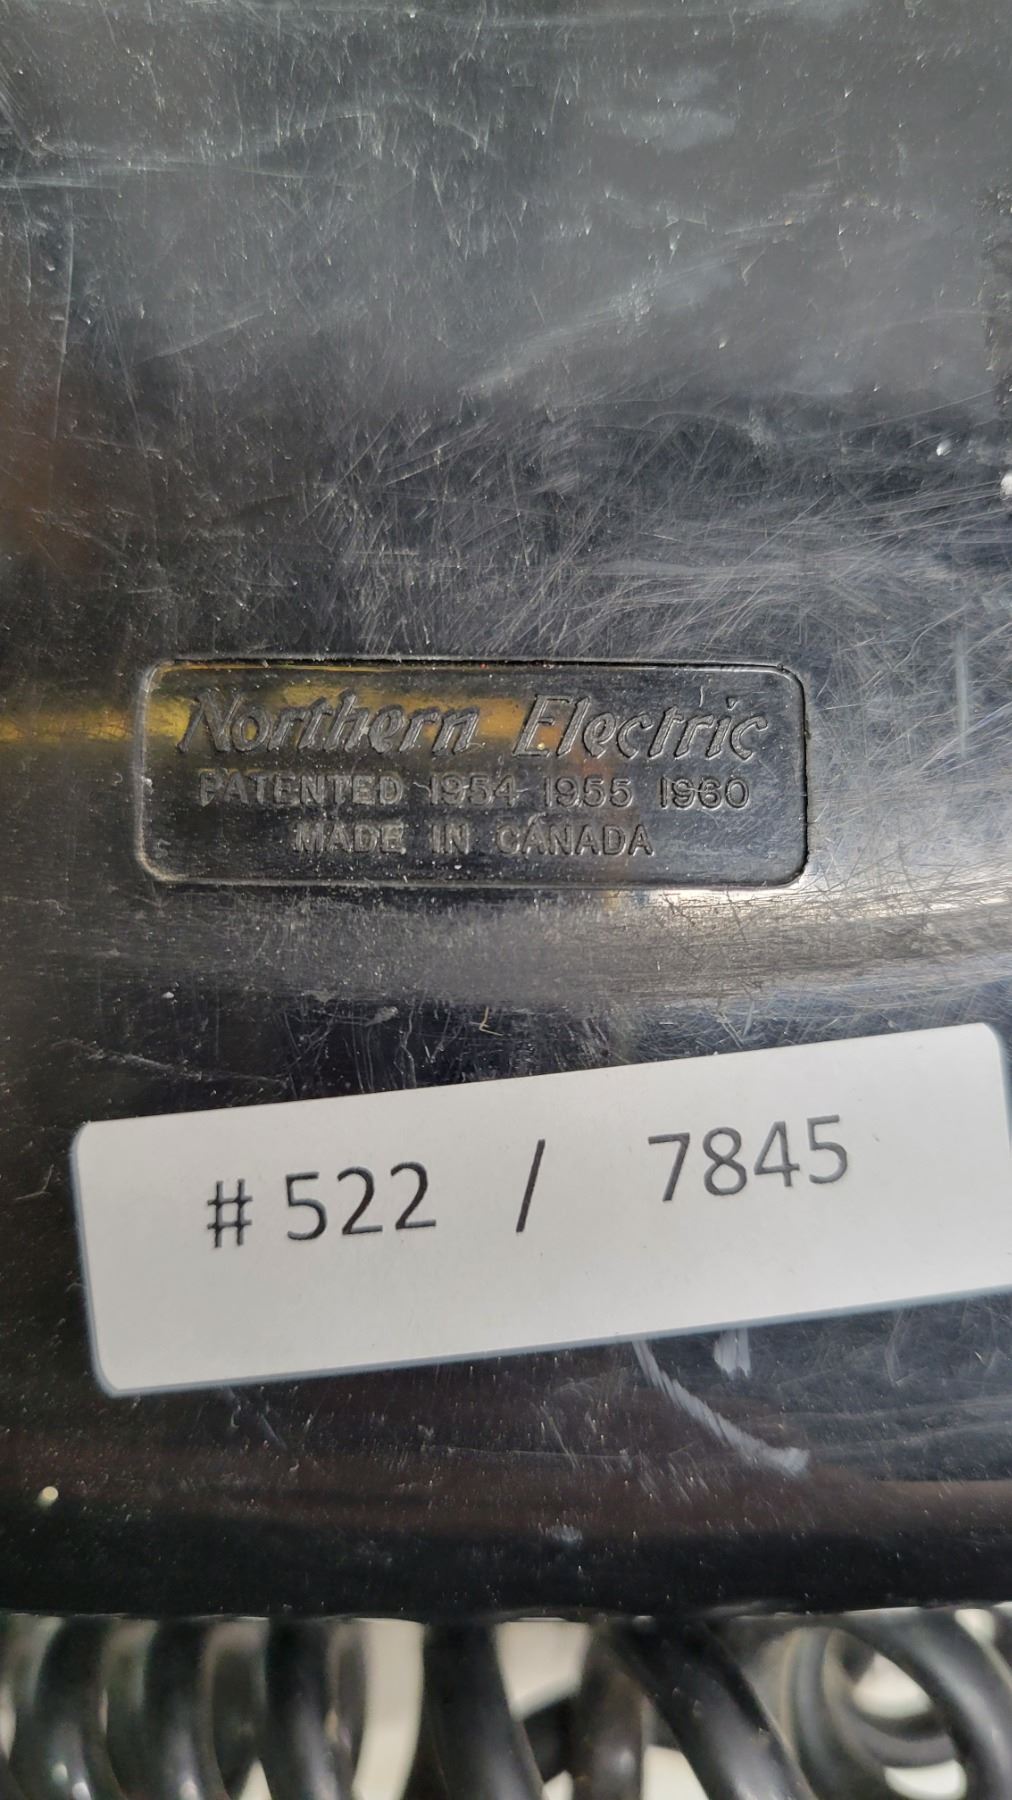 Northern Electric
PATENTED 1954 1955 1960
MADE IN CANADA
#522 / 7845